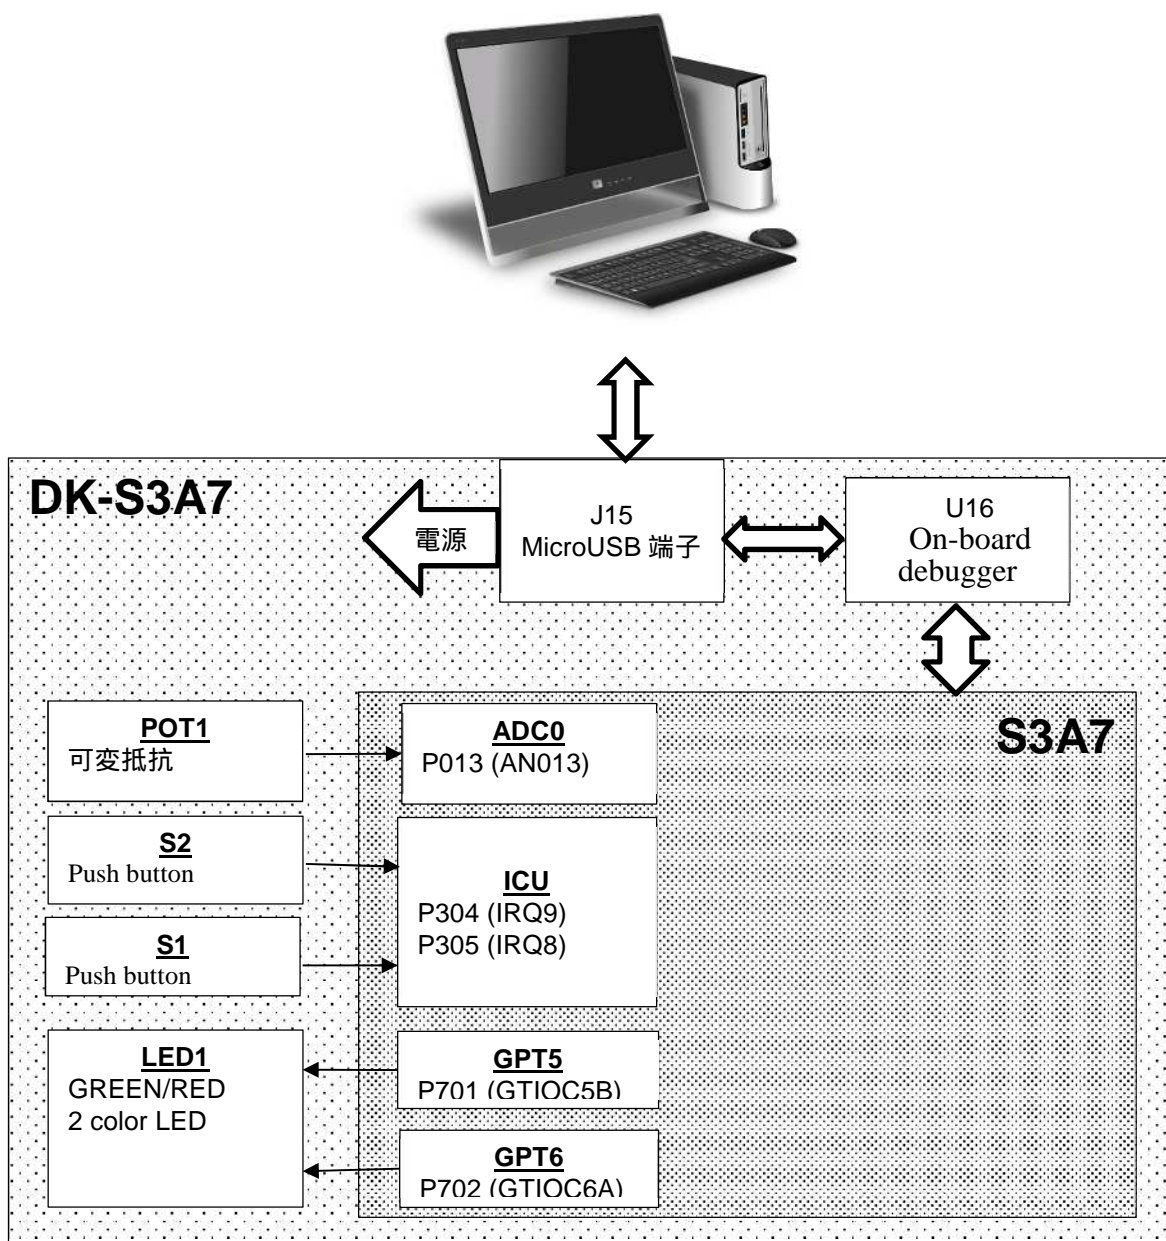 DK-S3A7
電源
J15
MicroUSB 端子
U16
On-board
debugger
S3A7
POT1
可変抵抗
ADC0
P013 (AN013)
S2
Push button
ICU
P304 (IRQ9)
P305 (IRQ8)
S1
Push button
LED1
GREEN/RED
2 color LED
GPT5
P701 (GTIOC5B)
GPT6
P702 (GTIOC6A)